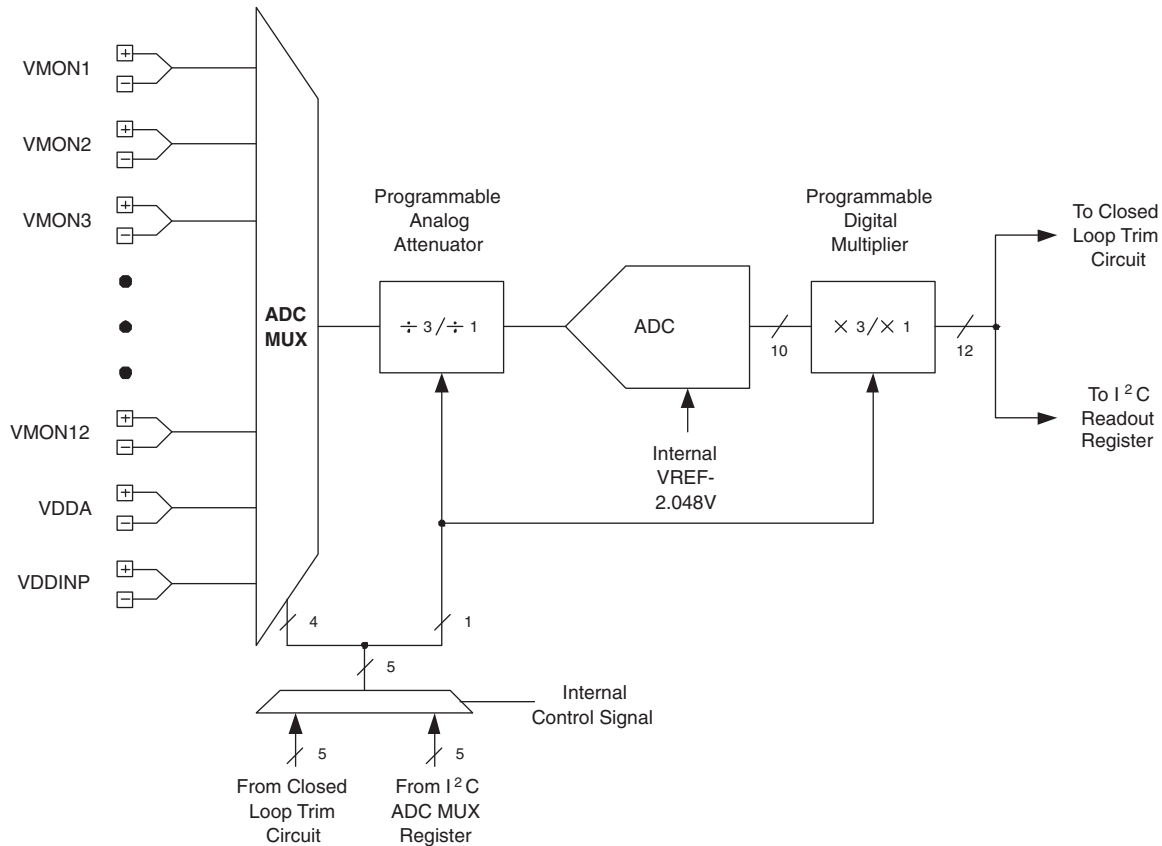 VMON1
+
−
VMON2
+
−
VMON3
+
−
VMON12
+
−
VDDA
+
−
VDDINP
+
−
ADC
MUX
Programmable
Analog
Attenuator
÷ 3 / ÷ 1
ADC
10
Internal
VREF-
2.048V
Programmable
Digital
Multiplier
× 3 / × 1
12
To Closed
Loop Trim
Circuit
To I²C
Readout
Register
4
1
5
Internal
Control Signal
5
5
From Closed
Loop Trim
Circuit
From I²C
ADC MUX
Register